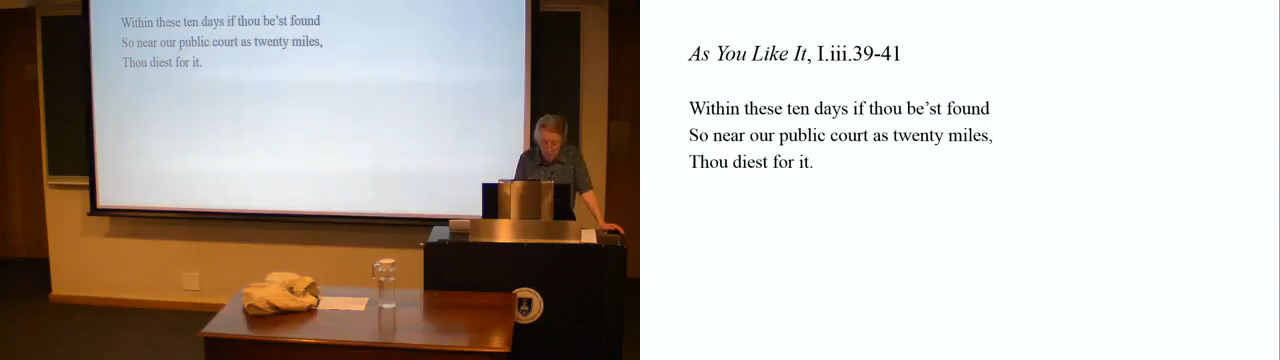 Within these ten days if thou be’st found
So near our public court as twenty miles,
Thou diest for it.
As You Like It, I.iii.39-41
Within these ten days if thou be’st found
So near our public court as twenty miles,
Thou diest for it.